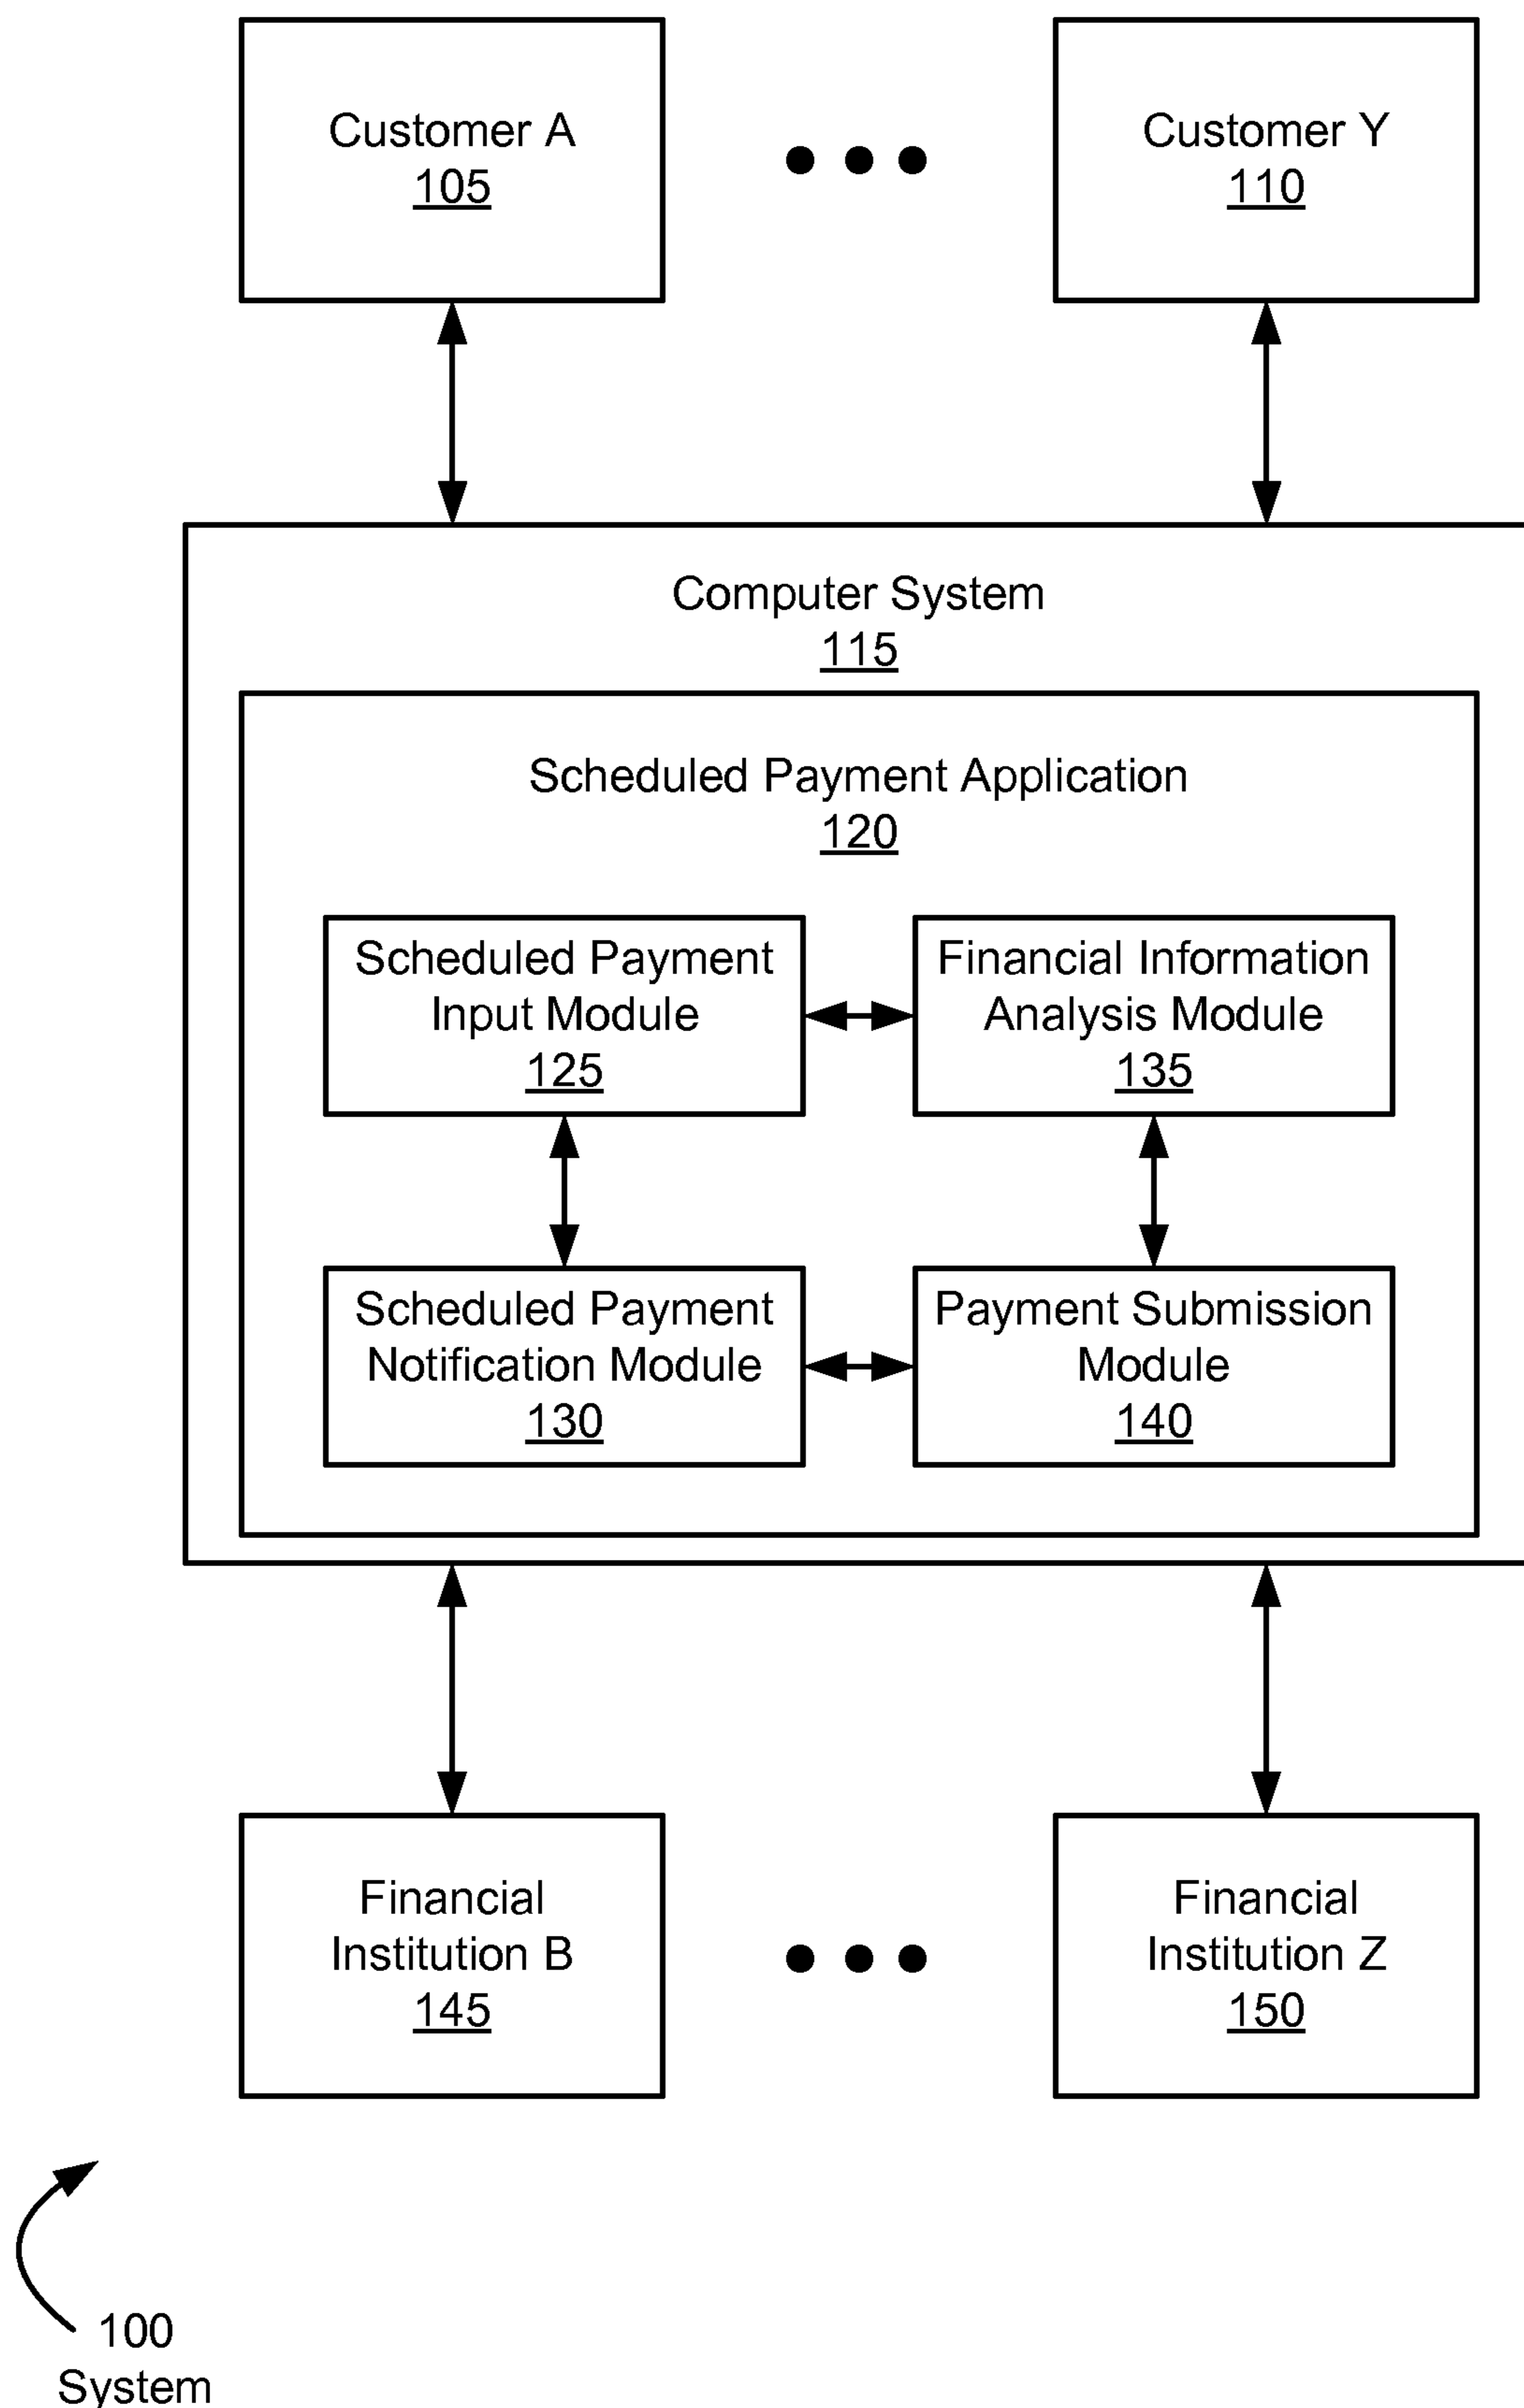 Customer A
105
Customer Y
110
Computer System
115
Scheduled Payment Application
120
Scheduled Payment
Input Module
125
Financial Information
Analysis Module
135
Scheduled Payment
Notification Module
130
Payment Submission
Module
140
Financial
Institution B
145
Financial
Institution Z
150
100
System